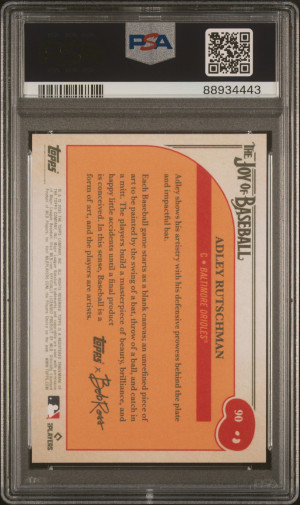 PSA
88934443
THE JOY OF BASEBALL
90
ADLEY RUTSCHMAN
C • BALTIMORE ORIOLES®
Adley shows his artistry with his defensive prowess behind the plate
and impactful bat.
Each Baseball game starts as a blank canvas; an unrefined piece of
art to be painted by the swing of a bat, throw of a ball, and catch in
a mitt. The players build a masterpiece of beauty, brilliance, and
happy little accidents until a final product
is conceived. In this sense, Baseball is a
form of art, and the players are artists.
Topps x Bob Ross
Topps
PLAYERS